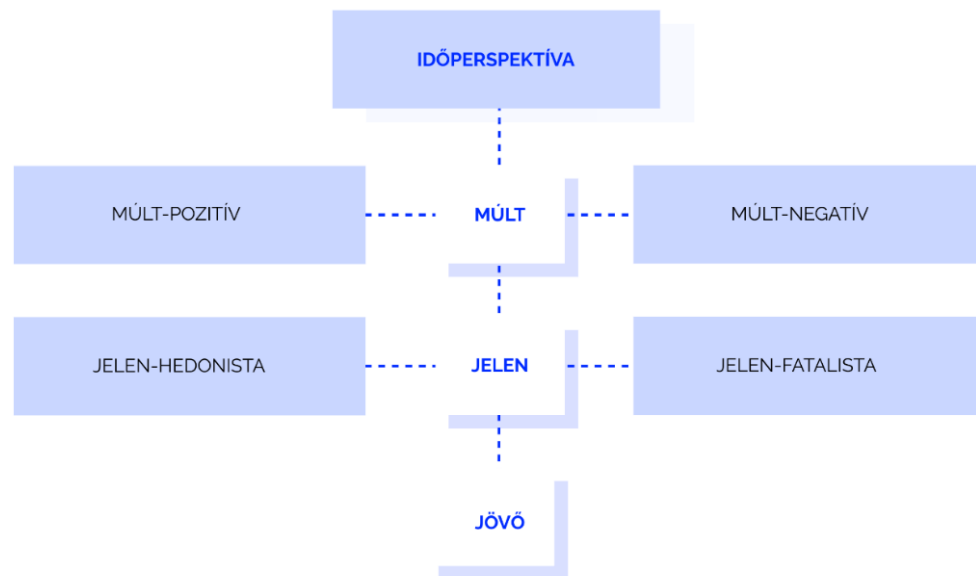 IDŐPERSPEKTÍVA
MÚLT-POZITÍV
MÚLT
MÚLT-NEGATÍV
JELEN-HEDONISTA
JELEN
JELEN-FATALISTA
JÖVŐ